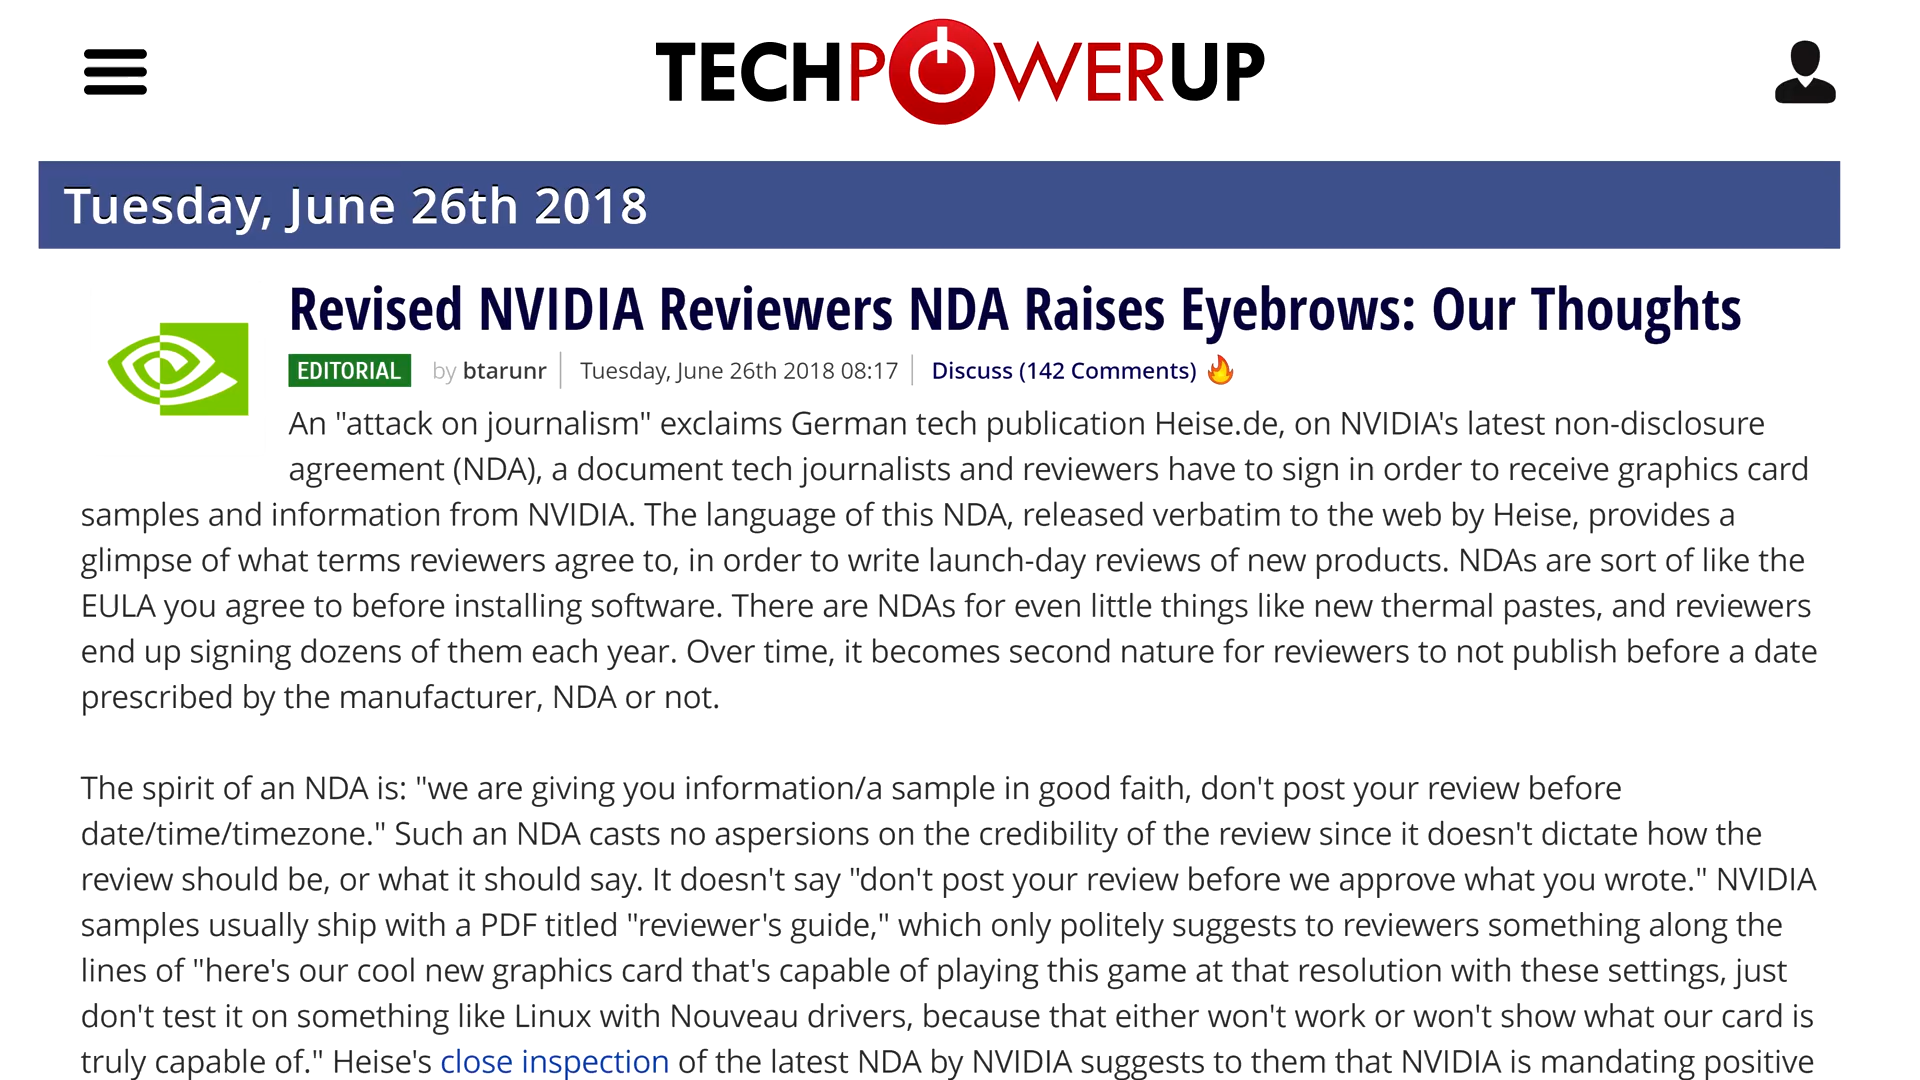 TECHPOWERUP
Tuesday, June 26th 2018
Revised NVIDIA Reviewers NDA Raises Eyebrows: Our Thoughts
EDITORIAL by btarunr Tuesday, June 26th 2018 08:17 Discuss (142 Comments)
An "attack on journalism" exclaims German tech publication Heise.de, on NVIDIA's latest non-disclosure
agreement (NDA), a document tech journalists and reviewers have to sign in order to receive graphics card
samples and information from NVIDIA. The language of this NDA, released verbatim to the web by Heise, provides a
glimpse of what terms reviewers agree to, in order to write launch-day reviews of new products. NDAs are sort of like the
EULA you agree to before installing software. There are NDAs for even little things like new thermal pastes, and reviewers
end up signing dozens of them each year. Over time, it becomes second nature for reviewers to not publish before a date
prescribed by the manufacturer, NDA or not.
The spirit of an NDA is: "we are giving you information/a sample in good faith, don't post your review before
date/time/timezone." Such an NDA casts no aspersions on the credibility of the review since it doesn't dictate how the
review should be, or what it should say. It doesn't say "don't post your review before we approve what you wrote." NVIDIA
samples usually ship with a PDF titled "reviewer's guide," which only politely suggests to reviewers something along the
lines of "here's our cool new graphics card that's capable of playing this game at that resolution with these settings, just
don't test it on something like Linux with Nouveau drivers, because that either won't work or won't show what our card is
truly capable of." Heise's close inspection of the latest NDA by NVIDIA suggests to them that NVIDIA is mandating positive